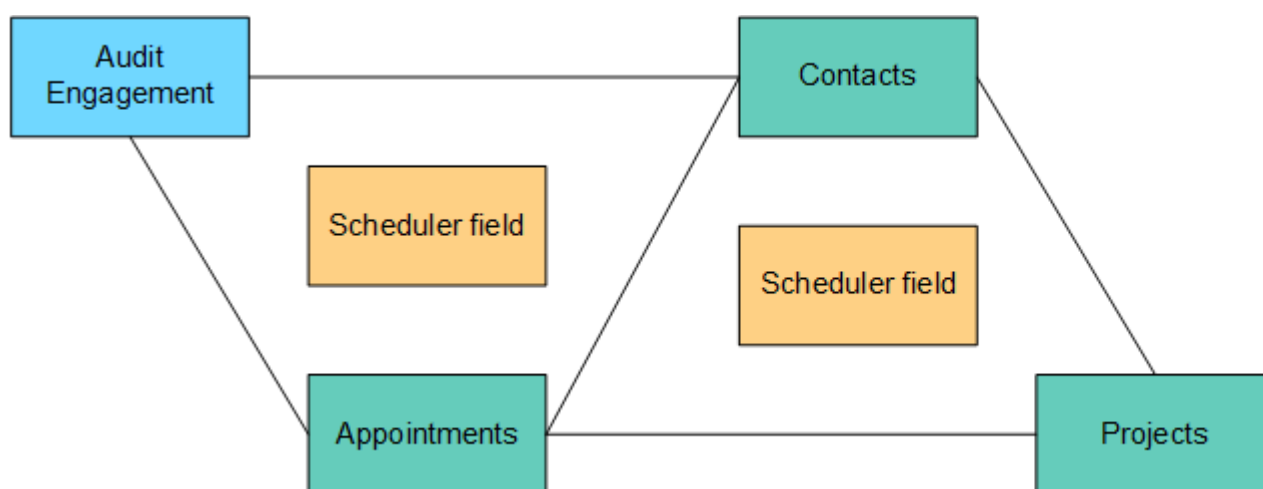 Audit
Engagement
Contacts
Scheduler field
Scheduler field
Appointments
Projects